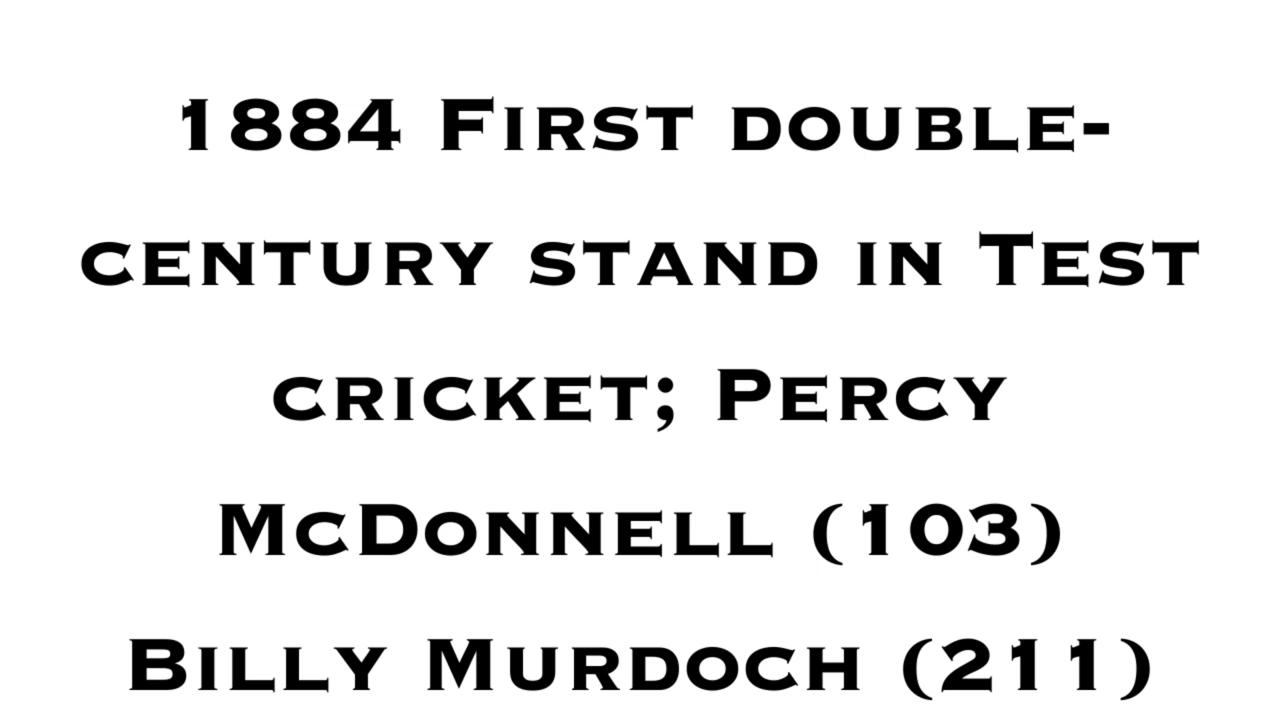 1884 First double-
century stand in Test
cricket; Percy
McDonnell (103)
Billy Murdoch (211)